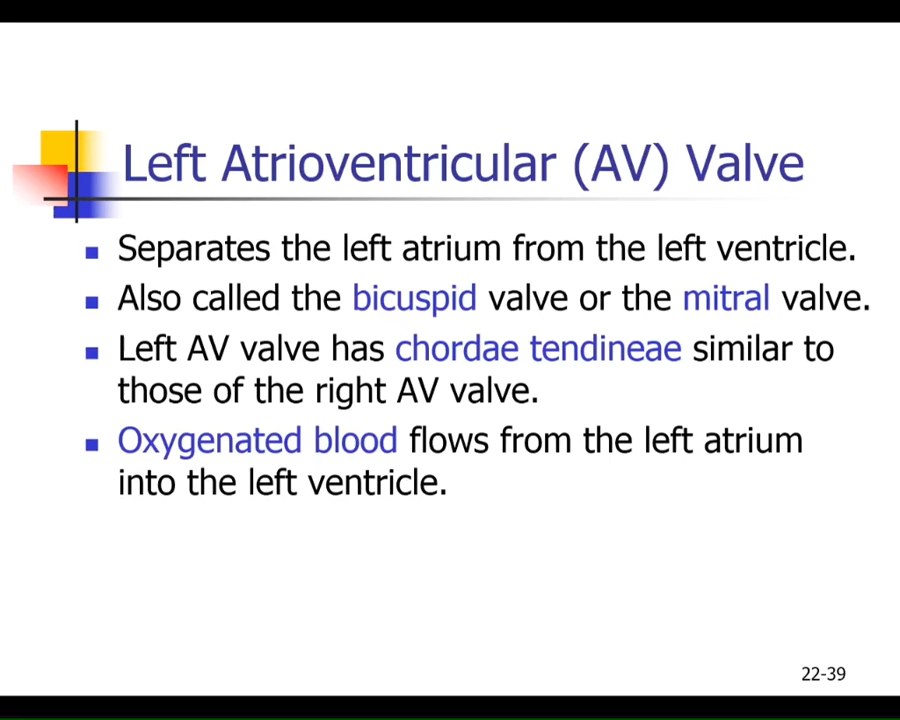 Left Atrioventricular (AV) Valve
Separates the left atrium from the left ventricle.
Also called the bicuspid valve or the mitral valve.
Left AV valve has chordae tendineae similar to
those of the right AV valve.
Oxygenated blood flows from the left atrium
into the left ventricle.
22-39